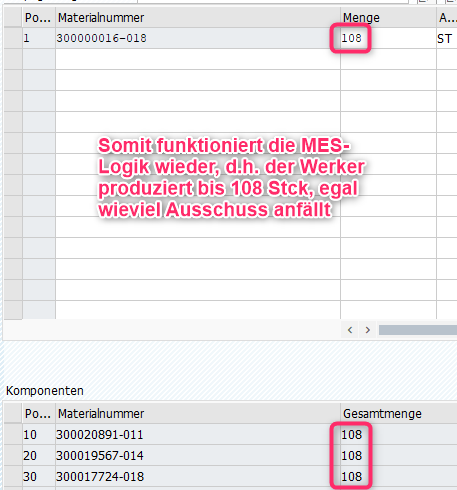 Po... Materialnummer Menge A...
1 300000016-018 108 ST
Somit funktioniert die MES-
Logik wieder, d.h. der Werker
produziert bis 108 Stck, egal
wieviel Ausschuss anfällt
Komponenten
Po... Materialnummer Gesamtmenge
10 300020891-011 108
20 300019567-014 108
30 300017724-018 108